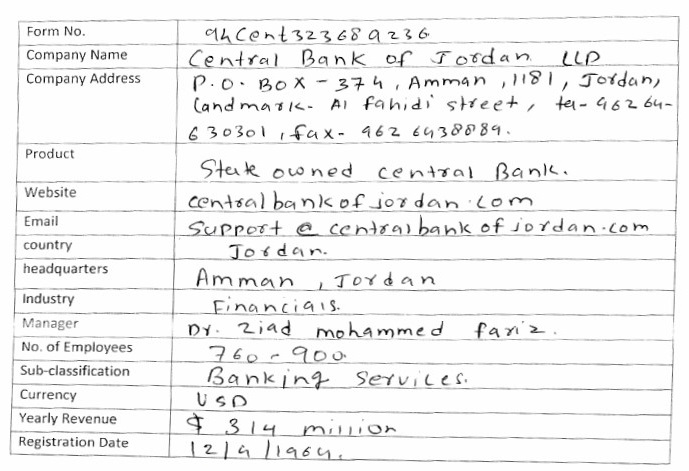 Form No. 9hCent323689236
Company Name Central Bank of Jordan LLP
Company Address P.O. BOX - 374, Amman, 1181, Jordan,
Landmark- Al fahidi street, tel- 962 64-
630301, fax- 962 6438889.
Product State owned central Bank.
Website centralbankofjordan.com
Email Support@centralbankofjordan.com
country Jordan.
headquarters Amman, Jordan
Industry Financials.
Manager Dr. Ziad mohammed fariz.
No. of Employees 760-900.
Sub-classification Banking Services.
Currency USD
Yearly Revenue $ 314 million
Registration Date 12/9/1964.